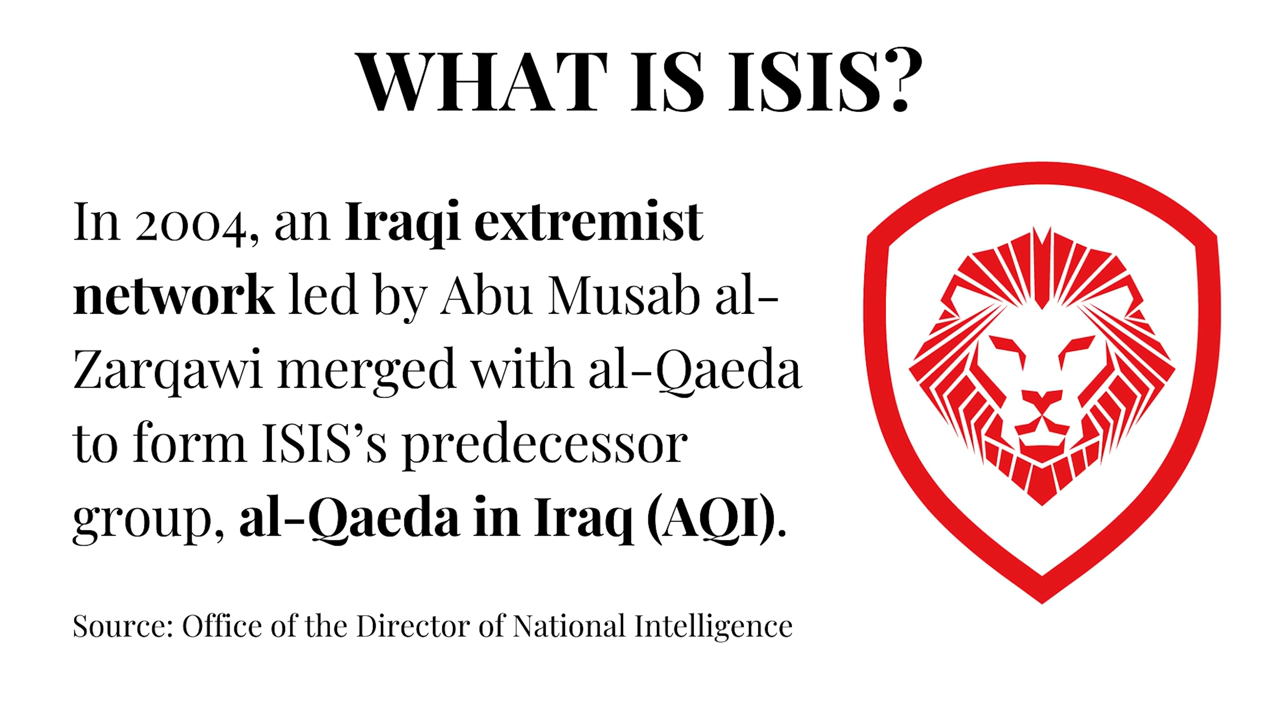 WHAT IS ISIS?
In 2004, an Iraqi extremist
network led by Abu Musab al-
Zarqawi merged with al-Qaeda
to form ISIS’s predecessor
group, al-Qaeda in Iraq (AQI).
Source: Office of the Director of National Intelligence